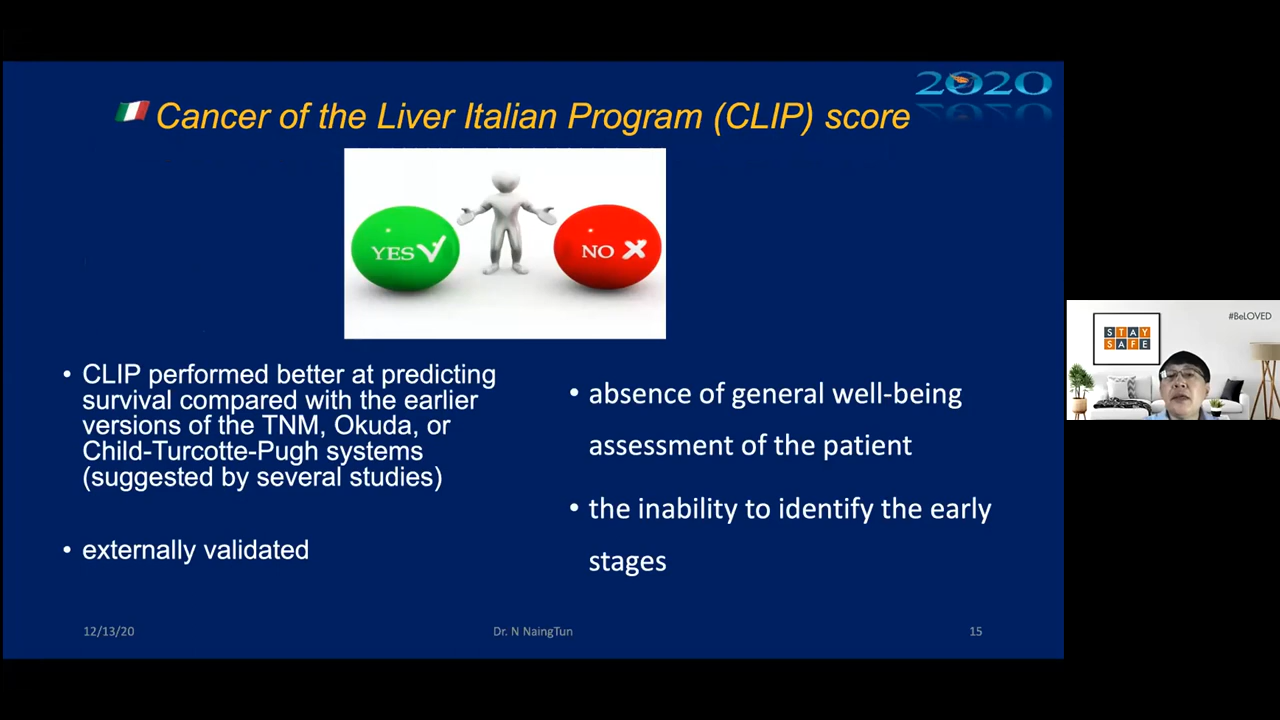 2020
Cancer of the Liver Italian Program (CLIP) score
YES
NO
• CLIP performed better at predicting
survival compared with the earlier
versions of the TNM, Okuda, or
Child-Turcotte-Pugh systems
(suggested by several studies)
• externally validated
• absence of general well-being
assessment of the patient
• the inability to identify the early
stages
12/13/20
Dr. N NaingTun
15
#BeLOVED
STAY
SAFE